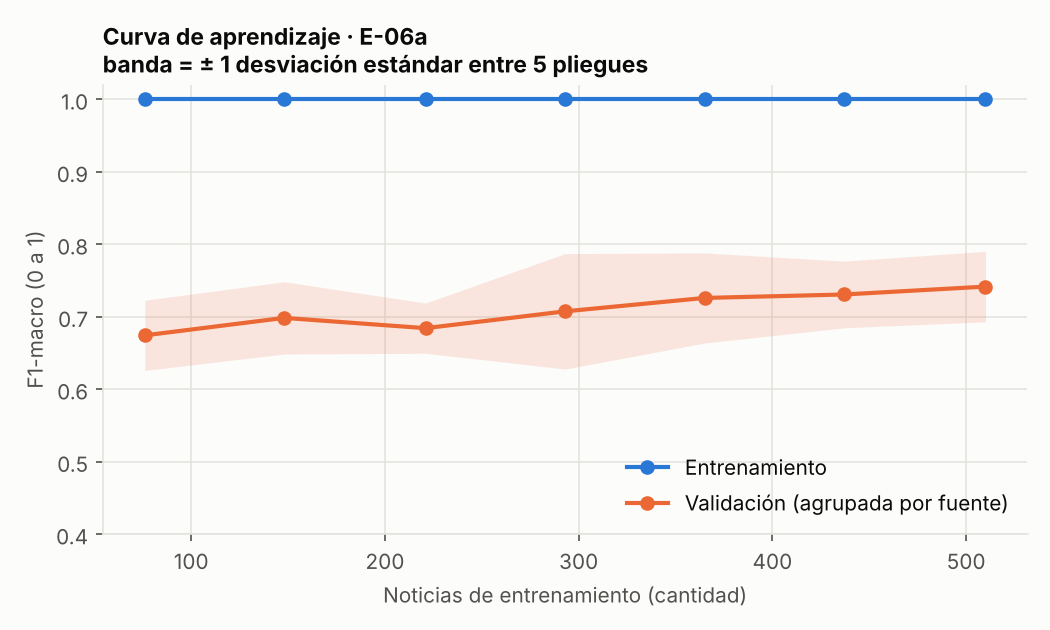 Curva de aprendizaje · E-06a
banda = ± 1 desviación estándar entre 5 pliegues
1.0
0.9
0.8
0.7
0.6
0.5
0.4
F1-macro (0 a 1)
Entrenamiento
Validación (agrupada por fuente)
100 200 300 400 500
Noticias de entrenamiento (cantidad)